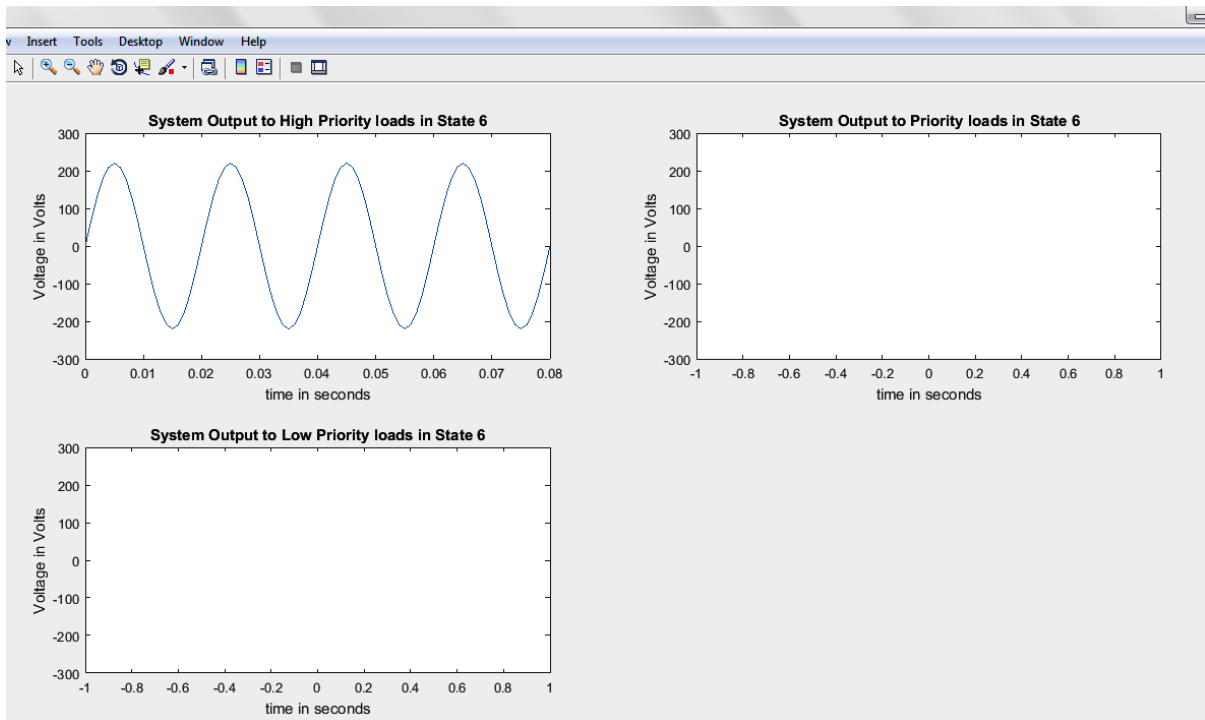 Insert Tools Desktop Window Help
System Output to High Priority loads in State 6
300
200
100
0
-100
-200
-300
Voltage in Volts
0 0.01 0.02 0.03 0.04 0.05 0.06 0.07 0.08
time in seconds
System Output to Priority loads in State 6
300
200
100
0
-100
-200
-300
Voltage in Volts
-1 -0.8 -0.6 -0.4 -0.2 0 0.2 0.4 0.6 0.8 1
time in seconds
System Output to Low Priority loads in State 6
300
200
100
0
-100
-200
-300
Voltage in Volts
-1 -0.8 -0.6 -0.4 -0.2 0 0.2 0.4 0.6 0.8 1
time in seconds